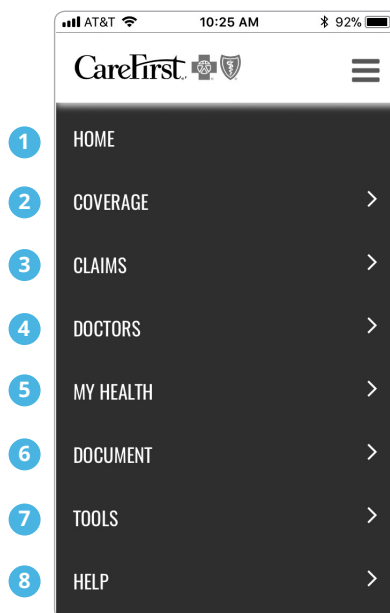 AT&T 10:25 AM 92%
CareFirst
1 HOME
2 COVERAGE
3 CLAIMS
4 DOCTORS
5 MY HEALTH
6 DOCUMENT
7 TOOLS
8 HELP